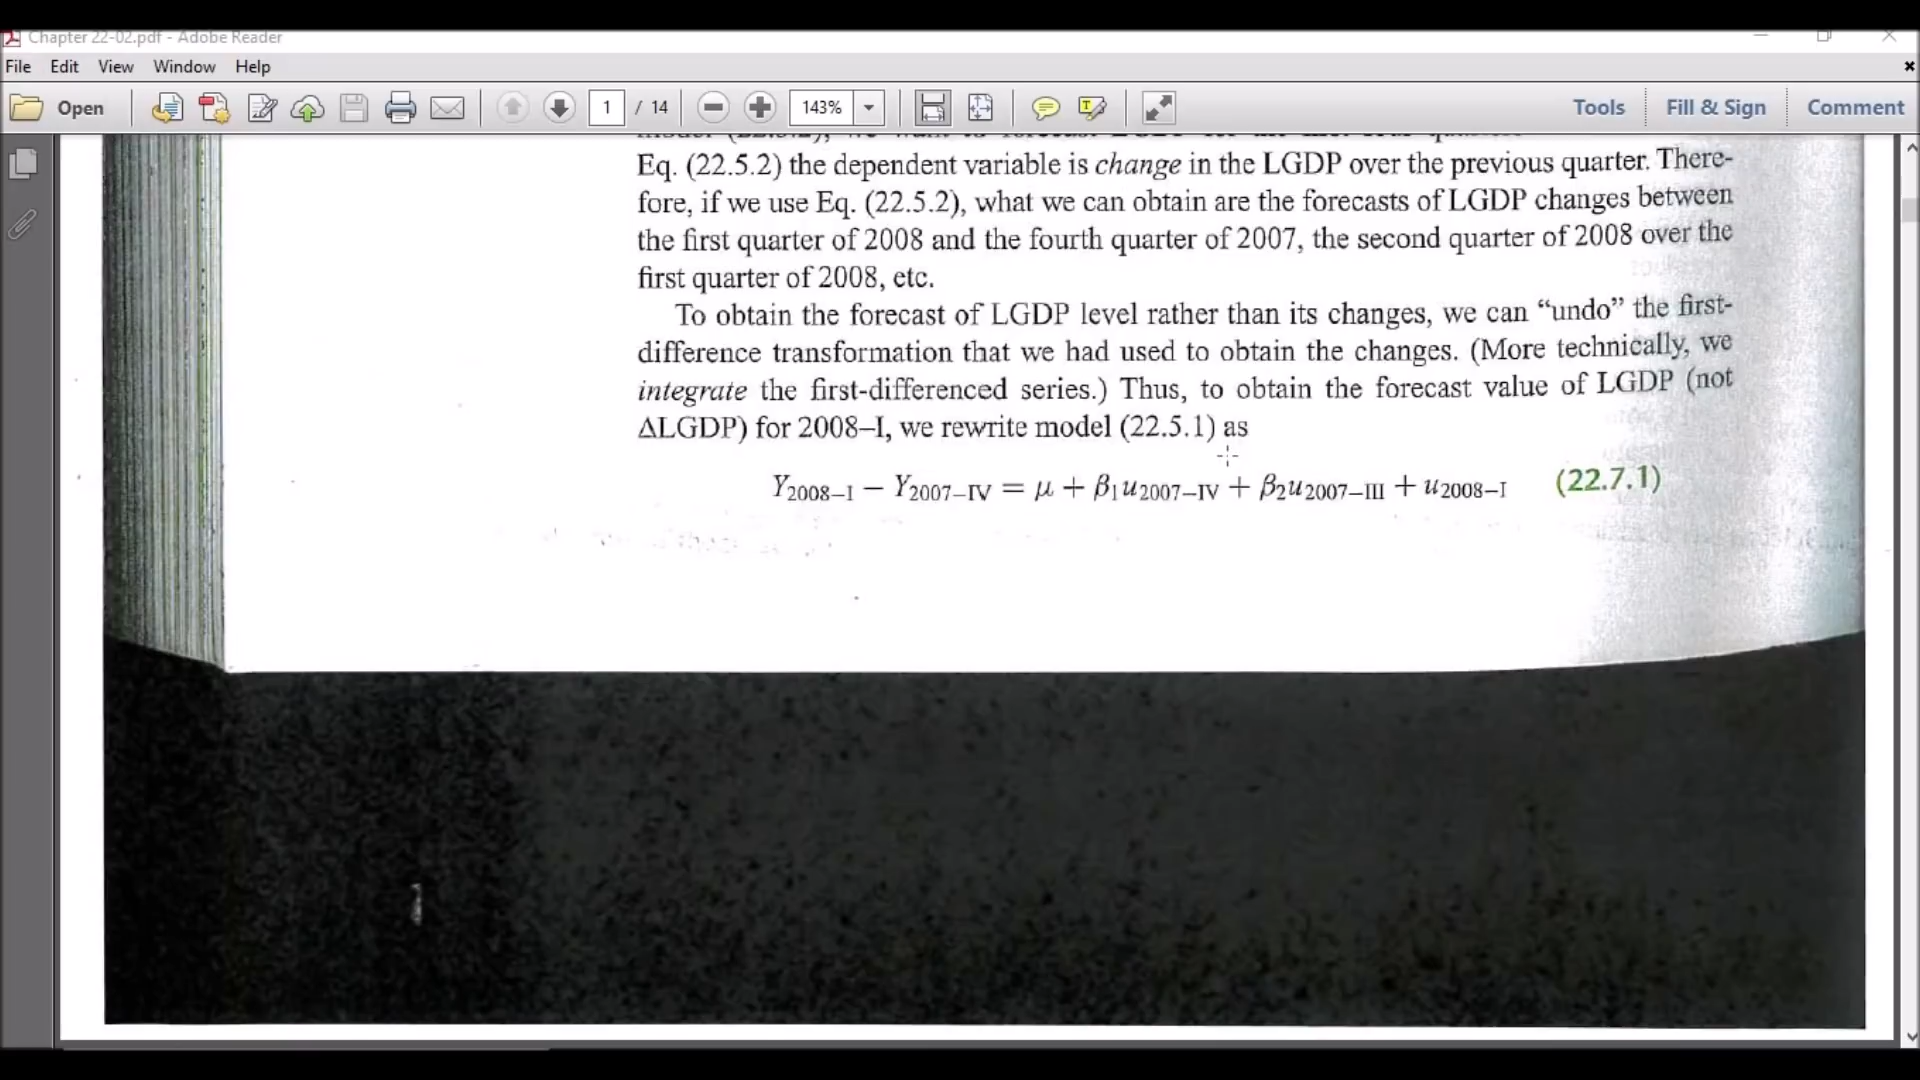 Chapter 22-02.pdf - Adobe Reader
File Edit View Window Help
Open 1 / 14 143% Tools Fill & Sign Comment
Eq. (22.5.2) the dependent variable is change in the LGDP over the previous quarter. There-
fore, if we use Eq. (22.5.2), what we can obtain are the forecasts of LGDP changes between
the first quarter of 2008 and the fourth quarter of 2007, the second quarter of 2008 over the
first quarter of 2008, etc.
To obtain the forecast of LGDP level rather than its changes, we can “undo” the first-
difference transformation that we had used to obtain the changes. (More technically, we
integrate the first-differenced series.) Thus, to obtain the forecast value of LGDP (not
ΔLGDP) for 2008–I, we rewrite model (22.5.1) as
Y2008–I − Y2007–IV = μ + β1u2007–IV + β2u2007–III + u2008–I (22.7.1)